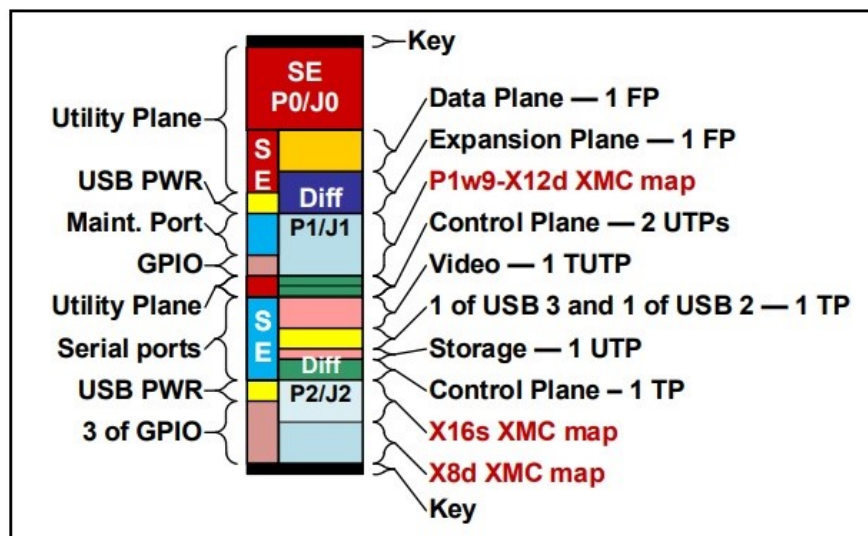 Key
SE
P0/J0
Utility Plane
Data Plane — 1 FP
Expansion Plane — 1 FP
S
E
USB PWR
Diff
P1w9-X12d XMC map
Maint. Port
P1/J1
Control Plane — 2 UTPs
GPIO
Video — 1 TUTP
Utility Plane
1 of USB 3 and 1 of USB 2 — 1 TP
S
E
Serial ports
Storage — 1 UTP
Diff
USB PWR
P2/J2
Control Plane – 1 TP
3 of GPIO
X16s XMC map
X8d XMC map
Key